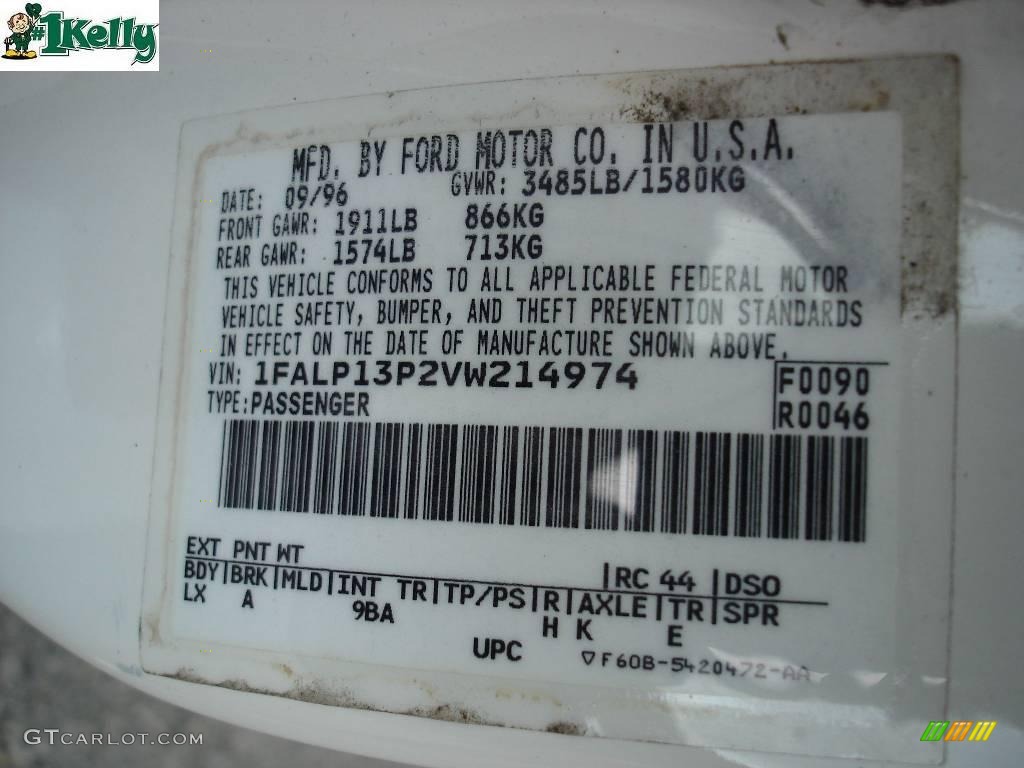 #1Kelly
MFD. BY FORD MOTOR CO. IN U.S.A.
DATE: 09/96 GVWR: 3485LB/1580KG
FRONT GAWR: 1911LB 866KG
REAR GAWR: 1574LB 713KG
THIS VEHICLE CONFORMS TO ALL APPLICABLE FEDERAL MOTOR
VEHICLE SAFETY, BUMPER, AND THEFT PREVENTION STANDARDS
IN EFFECT ON THE DATE OF MANUFACTURE SHOWN ABOVE.
VIN: 1FALP13P2VW214974 F0090
TYPE: PASSENGER R0046
EXT PNT WT RC 44 DSO
BDY BRK MLD INT TR TP/PS R AXLE TR SPR
LX A 9BA H K E
UPC ▽F60B-5420472-AA
GTCARLOT.COM